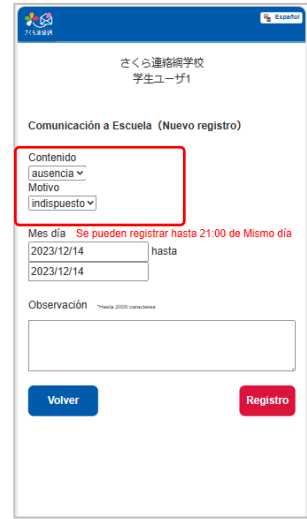 さくら連絡網
Español
さくら連絡網学校
学生ユーザ1
Comunicación a Escuela（Nuevo registro）
Contenido
ausencia
Motivo
indispuesto
Mes día Se pueden registrar hasta 21:00 de Mismo día
2023/12/14 hasta
2023/12/14
Observación *Hasta 2000 caracteres
Volver Registro